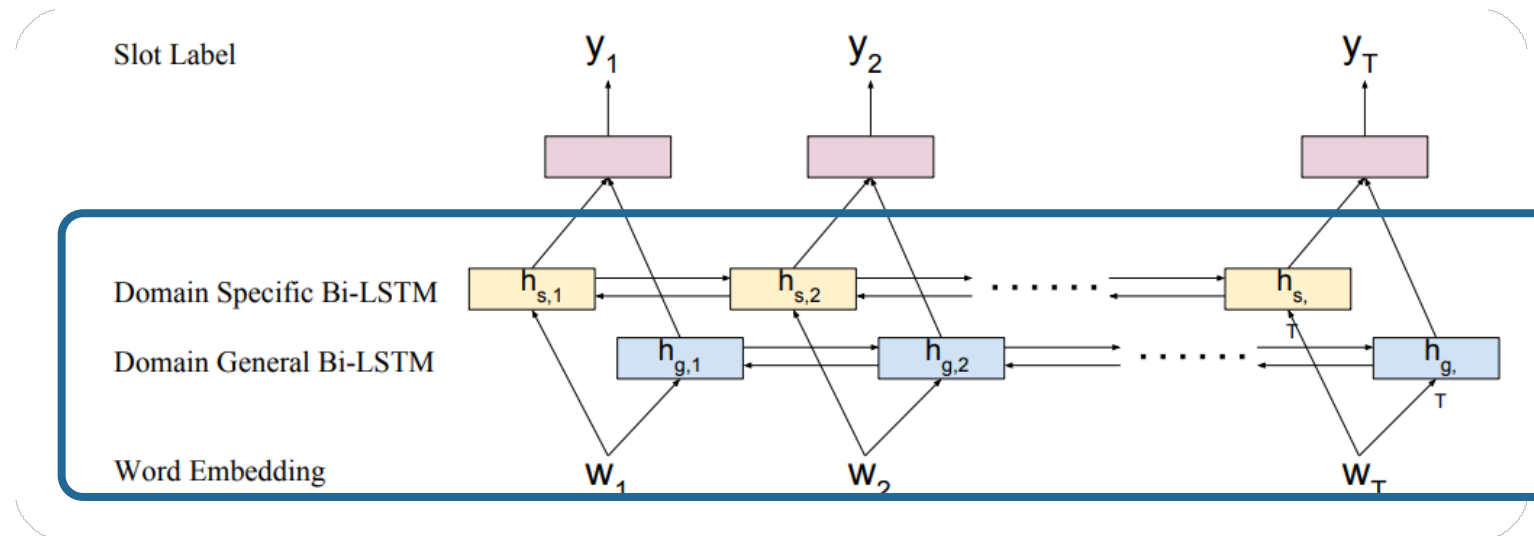 Slot Label y1 y2 yT
Domain Specific Bi-LSTM hs,1 hs,2 ...... hs,T
Domain General Bi-LSTM hg,1 hg,2 ...... hg,T
Word Embedding w1 w2 wT